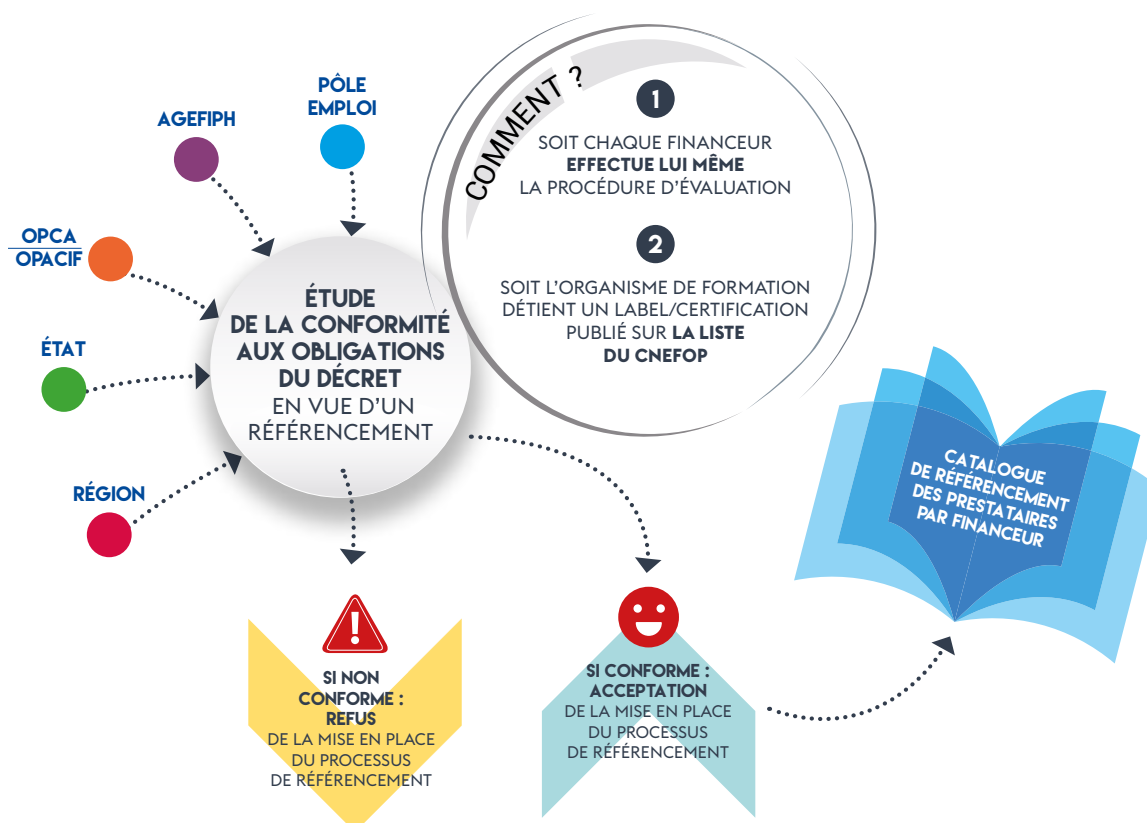 PÔLE
EMPLOI
AGEFIPH
OPCA
OPACIF
ÉTAT
RÉGION
ÉTUDE
DE LA CONFORMITÉ
AUX OBLIGATIONS
DU DÉCRET
EN VUE D'UN
RÉFÉRENCEMENT
COMMENT ?
1
SOIT CHAQUE FINANCEUR
EFFECTUE LUI MÊME
LA PROCÉDURE D'ÉVALUATION
2
SOIT L'ORGANISME DE FORMATION
DÉTIENT UN LABEL/CERTIFICATION
PUBLIÉ SUR LA LISTE
DU CNEFOP
CATALOGUE
DE RÉFÉRENCEMENT
DES PRESTATAIRES
PAR FINANCEUR
!
SI NON
CONFORME :
REFUS
DE LA MISE EN PLACE
DU PROCESSUS
DE RÉFÉRENCEMENT
SI CONFORME :
ACCEPTATION
DE LA MISE EN PLACE
DU PROCESSUS
DE RÉFÉRENCEMENT